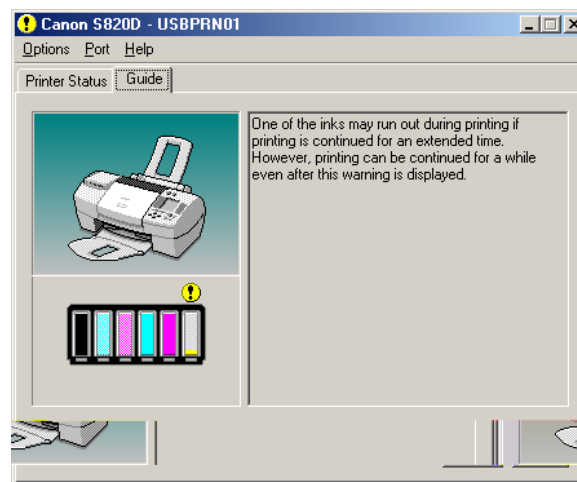 Canon S820D - USBPRN01
Options Port Help
Printer Status Guide
One of the inks may run out during printing if
printing is continued for an extended time.
However, printing can be continued for a while
even after this warning is displayed.